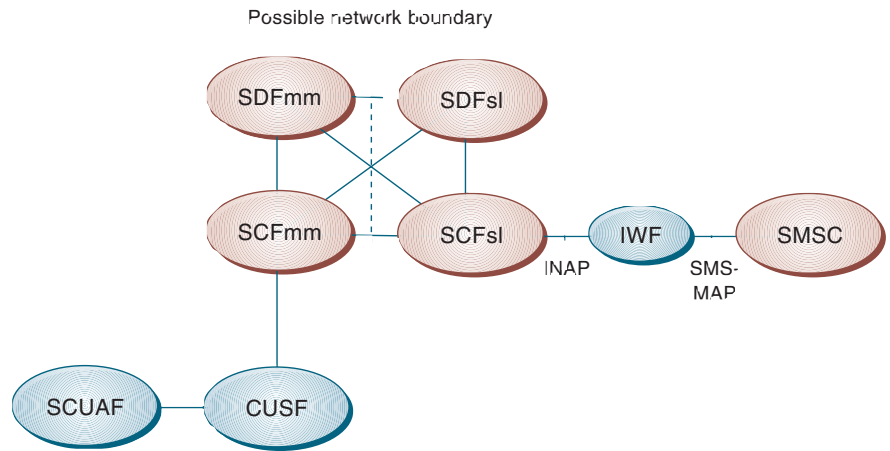 Possible network boundary
SDFmm
SDFsl
SCFmm
SCFsl
IWF
SMSC
INAP
SMS-
MAP
SCUAF
CUSF